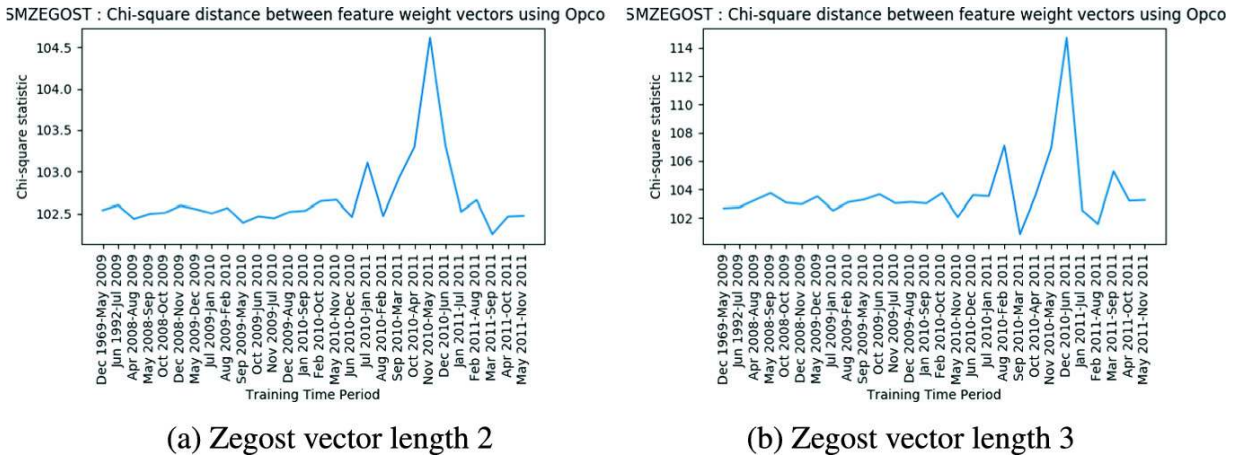 SMZEGOST : Chi-square distance between feature weight vectors using Opco
Chi-square statistic
104.5
104.0
103.5
103.0
102.5
Dec 1969-May 2009
Jun 1992-Jul 2009
Apr 2008-Aug 2009
May 2008-Sep 2009
Oct 2008-Oct 2009
Dec 2008-Nov 2009
May 2009-Dec 2009
Jul 2009-Jan 2010
Aug 2009-Feb 2010
Sep 2009-May 2010
Oct 2009-Jun 2010
Nov 2009-Jul 2010
Dec 2009-Aug 2010
Jan 2010-Sep 2010
Feb 2010-Oct 2010
May 2010-Nov 2010
Jun 2010-Dec 2010
Jul 2010-Jan 2011
Aug 2010-Feb 2011
Sep 2010-Mar 2011
Oct 2010-Apr 2011
Nov 2010-May 2011
Dec 2010-Jun 2011
Jan 2011-Jul 2011
Feb 2011-Aug 2011
Mar 2011-Sep 2011
Apr 2011-Oct 2011
May 2011-Nov 2011
Training Time Period
(a) Zegost vector length 2
SMZEGOST : Chi-square distance between feature weight vectors using Opco
Chi-square statistic
114
112
110
108
106
104
102
Dec 1969-May 2009
Jun 1992-Jul 2009
Apr 2008-Aug 2009
May 2008-Sep 2009
Oct 2008-Oct 2009
Dec 2008-Nov 2009
May 2009-Dec 2009
Jul 2009-Jan 2010
Aug 2009-Feb 2010
Sep 2009-May 2010
Oct 2009-Jun 2010
Nov 2009-Jul 2010
Dec 2009-Aug 2010
Jan 2010-Sep 2010
Feb 2010-Oct 2010
May 2010-Nov 2010
Jun 2010-Dec 2010
Jul 2010-Jan 2011
Aug 2010-Feb 2011
Sep 2010-Mar 2011
Oct 2010-Apr 2011
Nov 2010-May 2011
Dec 2010-Jun 2011
Jan 2011-Jul 2011
Feb 2011-Aug 2011
Mar 2011-Sep 2011
Apr 2011-Oct 2011
May 2011-Nov 2011
Training Time Period
(b) Zegost vector length 3